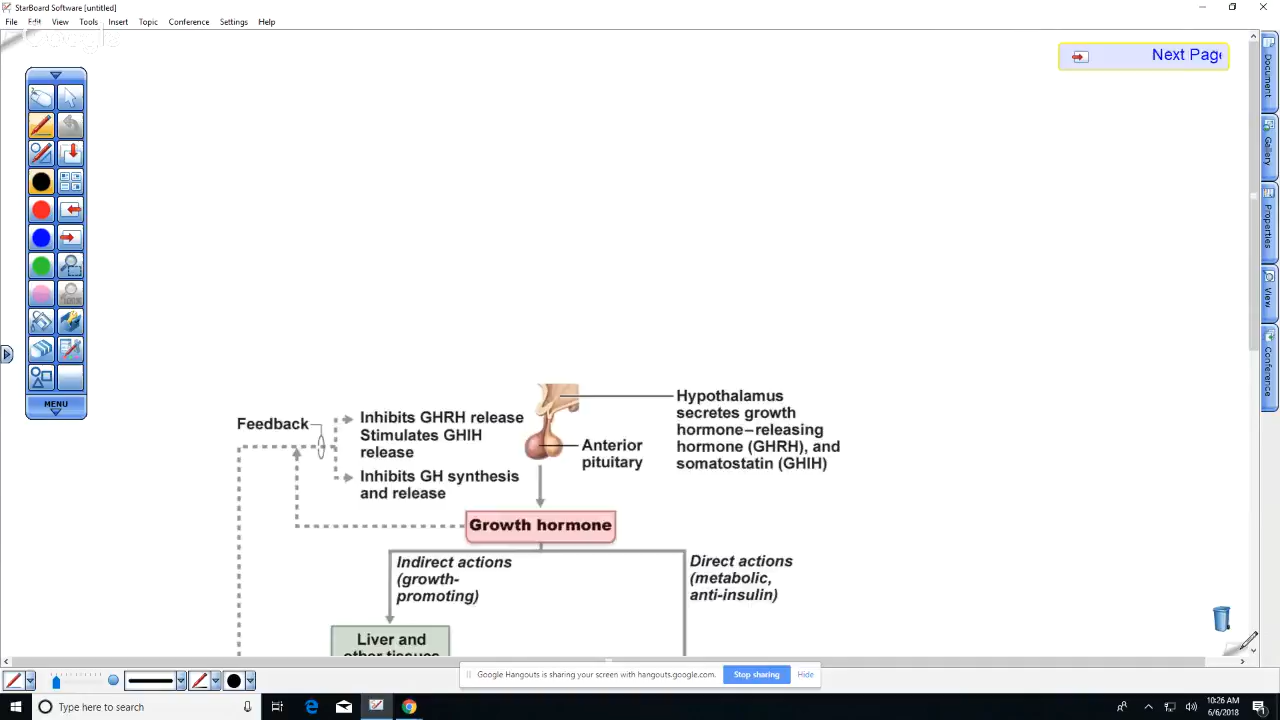 StarBoard Software [untitled]
File Edit View Tools Insert Topic Conference Settings Help
Next Pag
Document
Gallery
Properties
View
Conference
MENU
Feedback
Inhibits GHRH release
Stimulates GHIH
release
Inhibits GH synthesis
and release
Anterior
pituitary
Hypothalamus
secretes growth
hormone–releasing
hormone (GHRH), and
somatostatin (GHIH)
Growth hormone
Indirect actions
(growth-
promoting)
Direct actions
(metabolic,
anti-insulin)
Liver and
other tissues
Google Hangouts is sharing your screen with hangouts.google.com.
Stop sharing
Hide
Type here to search
10:26 AM
6/6/2018